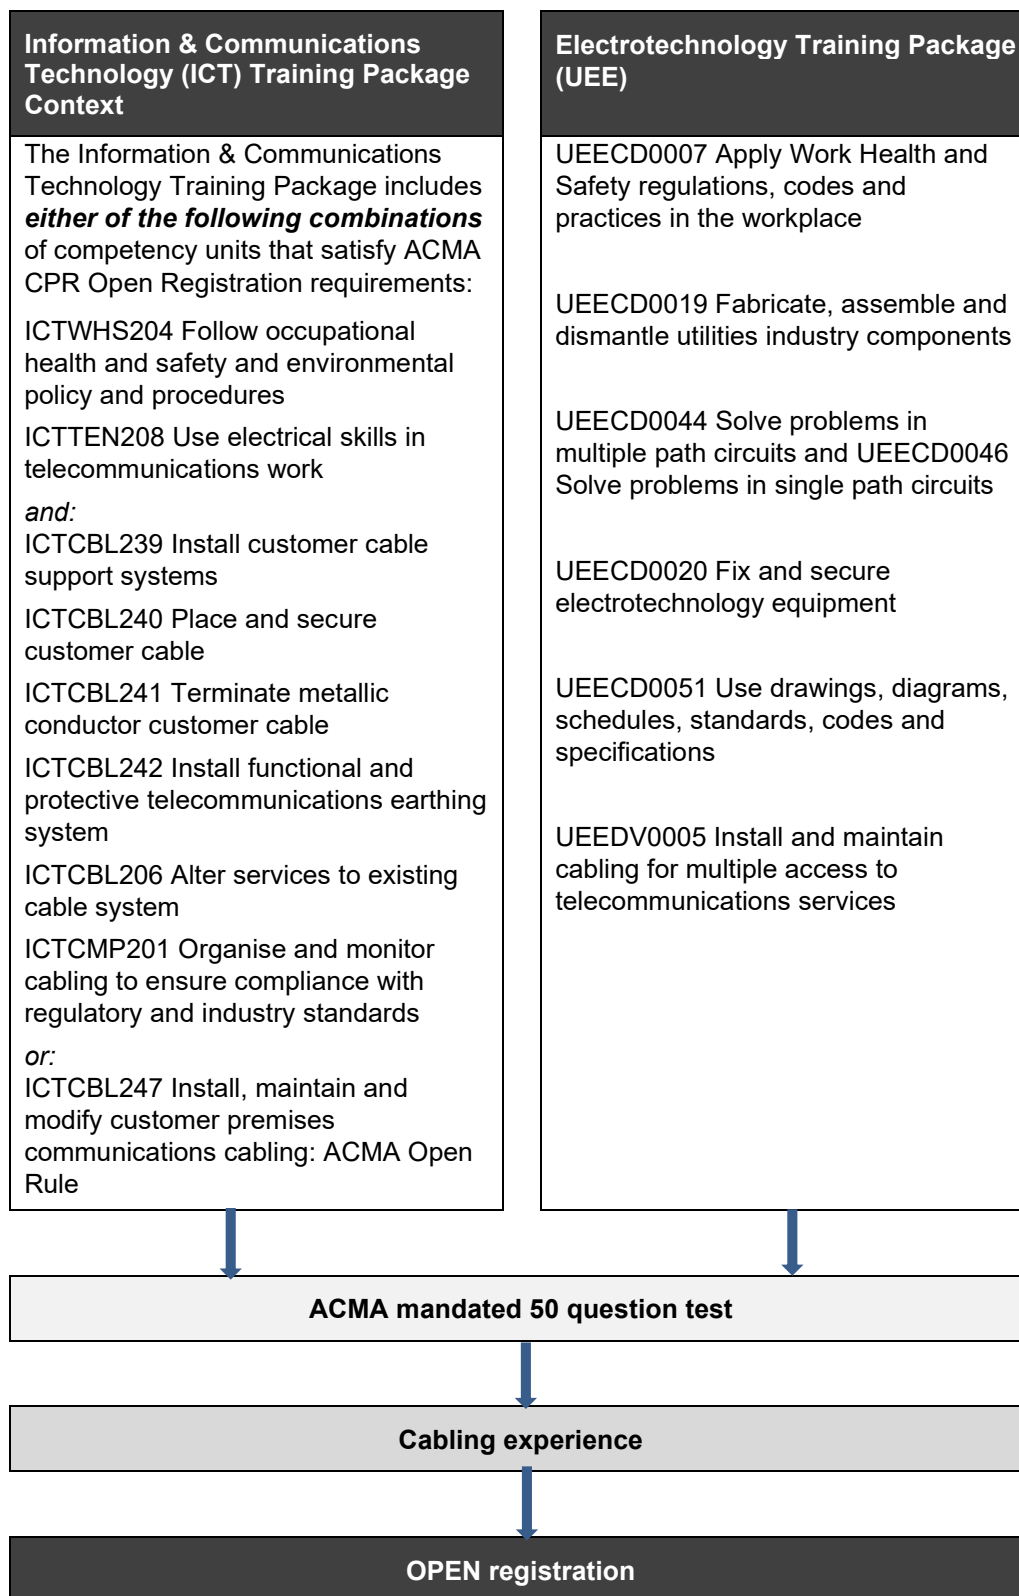 Information & Communications
Technology (ICT) Training Package
Context
The Information & Communications
Technology Training Package includes
either of the following combinations
of competency units that satisfy ACMA
CPR Open Registration requirements:
ICTWHS204 Follow occupational
health and safety and environmental
policy and procedures
ICTTEN208 Use electrical skills in
telecommunications work
and:
ICTCBL239 Install customer cable
support systems
ICTCBL240 Place and secure
customer cable
ICTCBL241 Terminate metallic
conductor customer cable
ICTCBL242 Install functional and
protective telecommunications earthing
system
ICTCBL206 Alter services to existing
cable system
ICTCMP201 Organise and monitor
cabling to ensure compliance with
regulatory and industry standards
or:
ICTCBL247 Install, maintain and
modify customer premises
communications cabling: ACMA Open
Rule
Electrotechnology Training Package
(UEE)
UEECD0007 Apply Work Health and
Safety regulations, codes and
practices in the workplace
UEECD0019 Fabricate, assemble and
dismantle utilities industry components
UEECD0044 Solve problems in
multiple path circuits and UEECD0046
Solve problems in single path circuits
UEECD0020 Fix and secure
electrotechnology equipment
UEECD0051 Use drawings, diagrams,
schedules, standards, codes and
specifications
UEEDV0005 Install and maintain
cabling for multiple access to
telecommunications services
ACMA mandated 50 question test
Cabling experience
OPEN registration